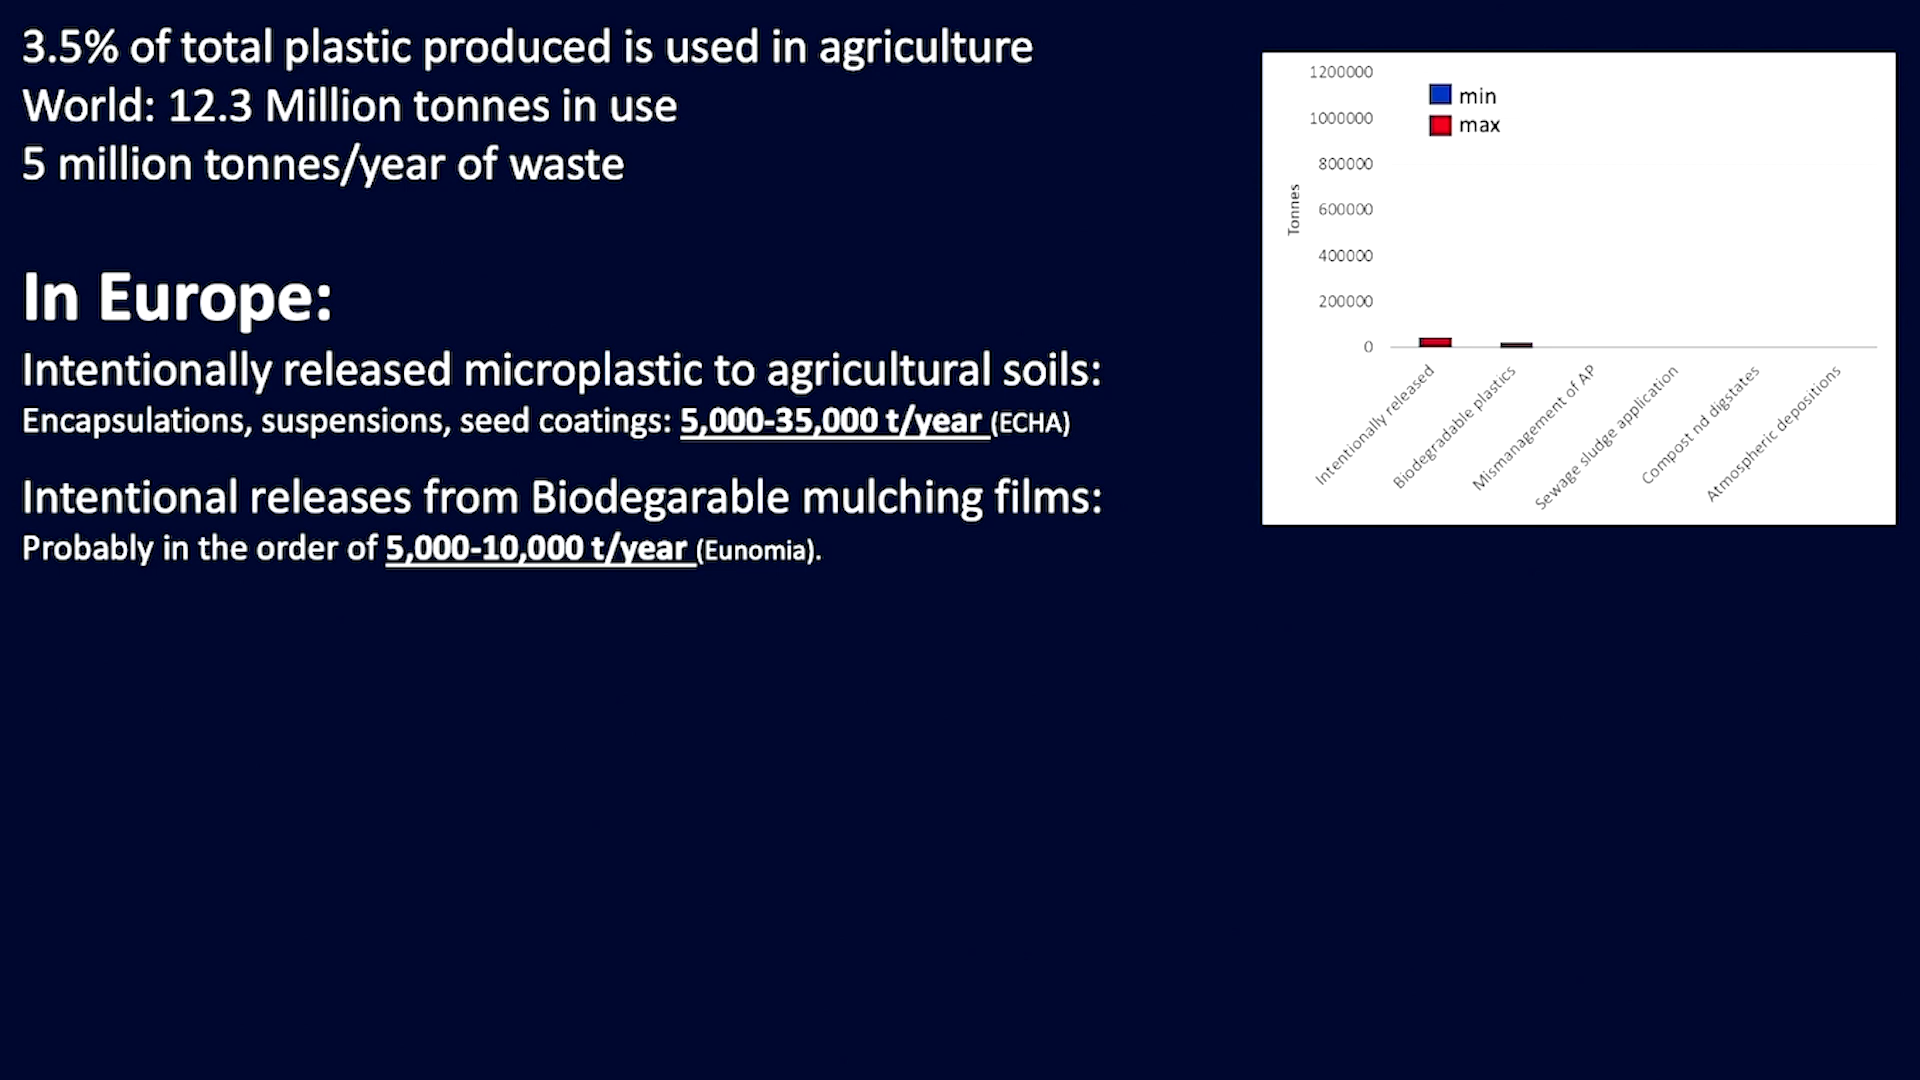 3.5% of total plastic produced is used in agriculture
World: 12.3 Million tonnes in use
5 million tonnes/year of waste
In Europe:
Intentionally released microplastic to agricultural soils:
Encapsulations, suspensions, seed coatings: 5,000-35,000 t/year (ECHA)
Intentional releases from Biodegarable mulching films:
Probably in the order of 5,000-10,000 t/year (Eunomia).
1200000
1000000
800000
600000
400000
200000
0
Tonnes
min
max
Intentionally released
Biodegradable plastics
Mismanagement of AP
Sewage sludge application
Compost nd digstates
Atmospheric depositions